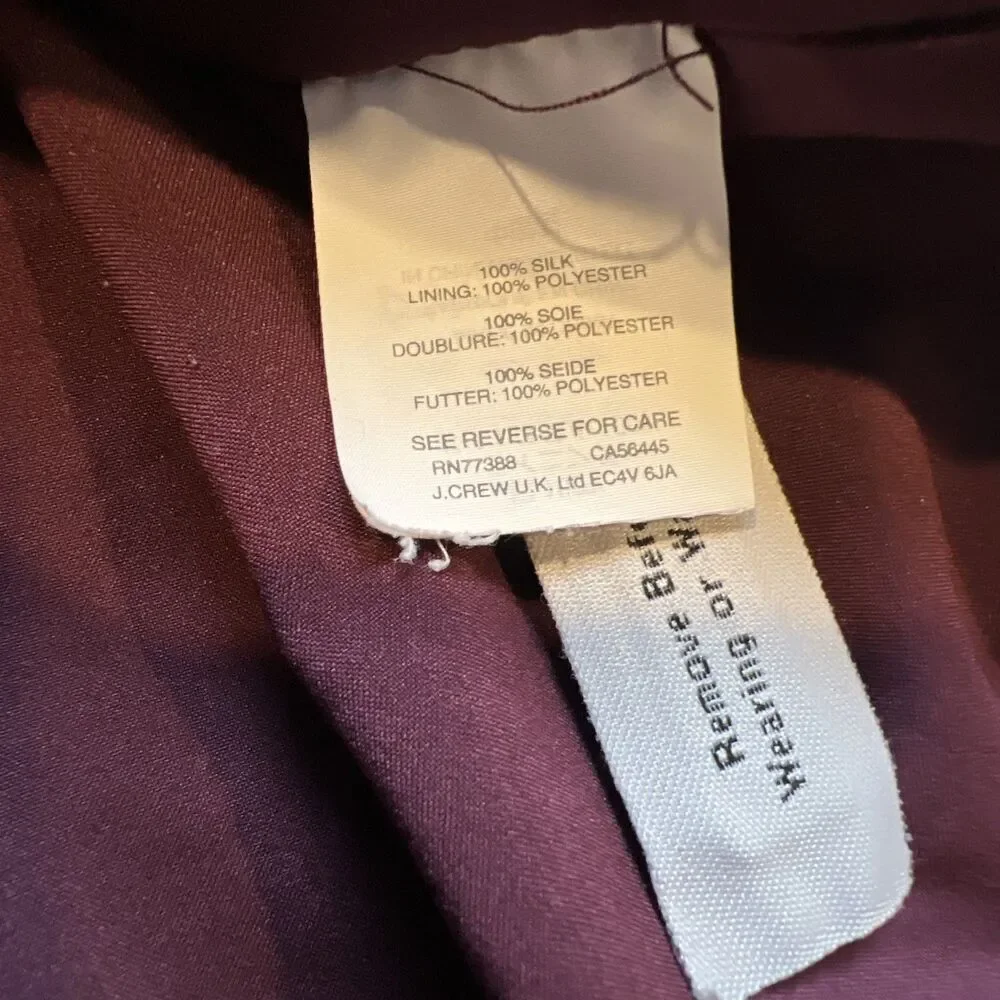 100% SILK
LINING: 100% POLYESTER
100% SOIE
DOUBLURE: 100% POLYESTER
100% SEIDE
FUTTER: 100% POLYESTER
SEE REVERSE FOR CARE
RN77388 CA56445
J.CREW U.K. Ltd EC4V 6JA
Remove
Wearing or